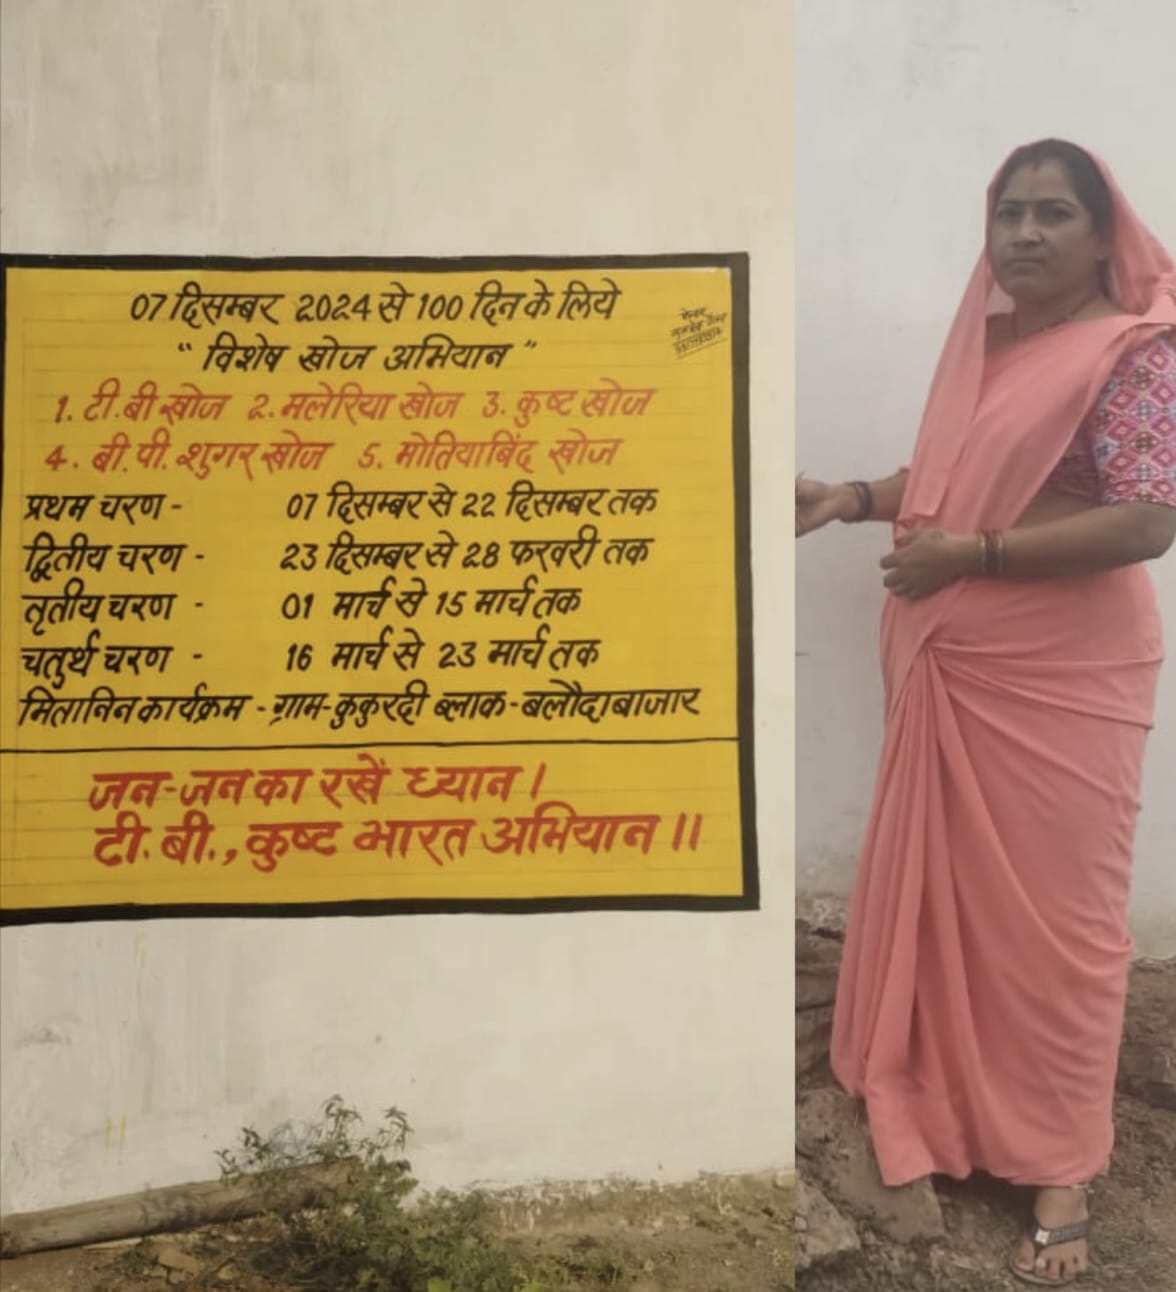 07 दिसम्बर 2024 से 100 दिन के लिये
" विशेष खोज अभियान "
1. टी.बी खोज 2. मलेरिया खोज 3. कुष्ट खोज
4. बी.पी. शुगर खोज 5. मोतियाबिंद खोज
प्रथम चरण - 07 दिसम्बर से 22 दिसम्बर तक
द्वितीय चरण - 23 दिसम्बर से 28 फरवरी तक
तृतीय चरण - 01 मार्च से 15 मार्च तक
चतुर्थ चरण - 16 मार्च से 23 मार्च तक
मितानिन कार्यक्रम - ग्राम-कुकुरदी ब्लाक-बलौदाबाजार
जन-जन का रखें ध्यान।
टी.बी., कुष्ट भारत अभियान ॥